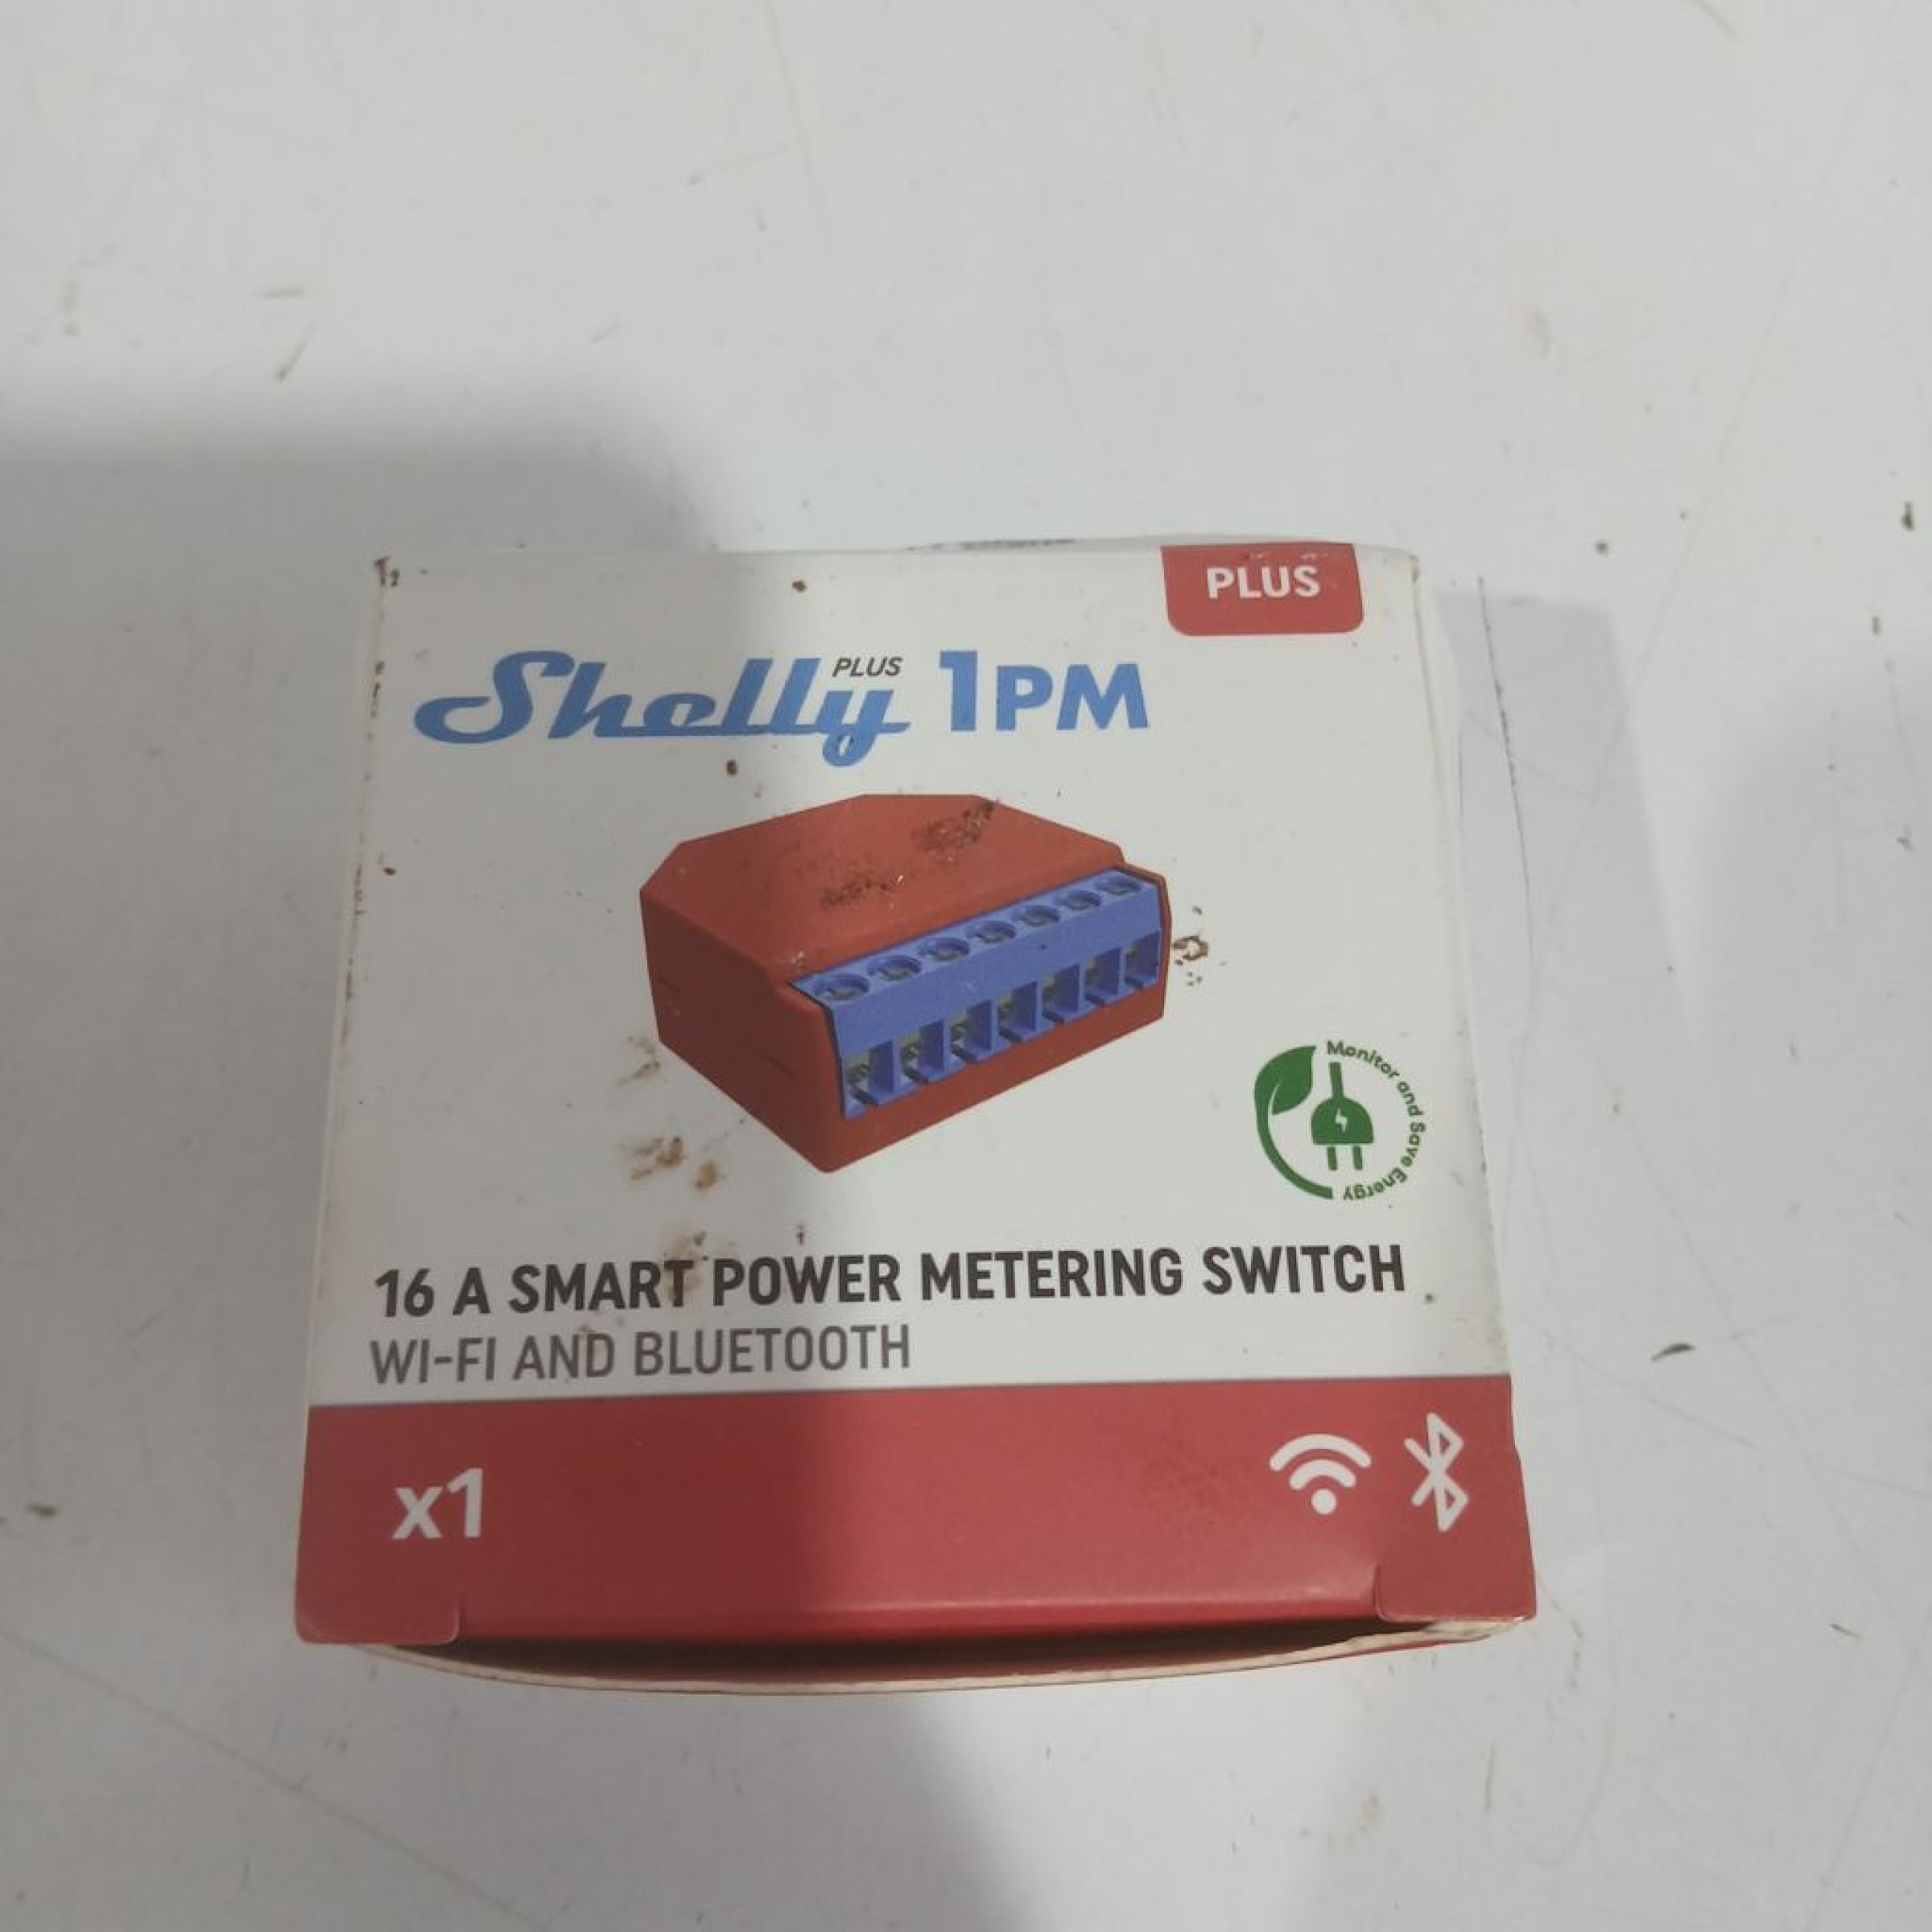 PLUS
Shelly PLUS 1PM
Monitor and Save Energy
16 A SMART POWER METERING SWITCH
WI-FI AND BLUETOOTH
x1